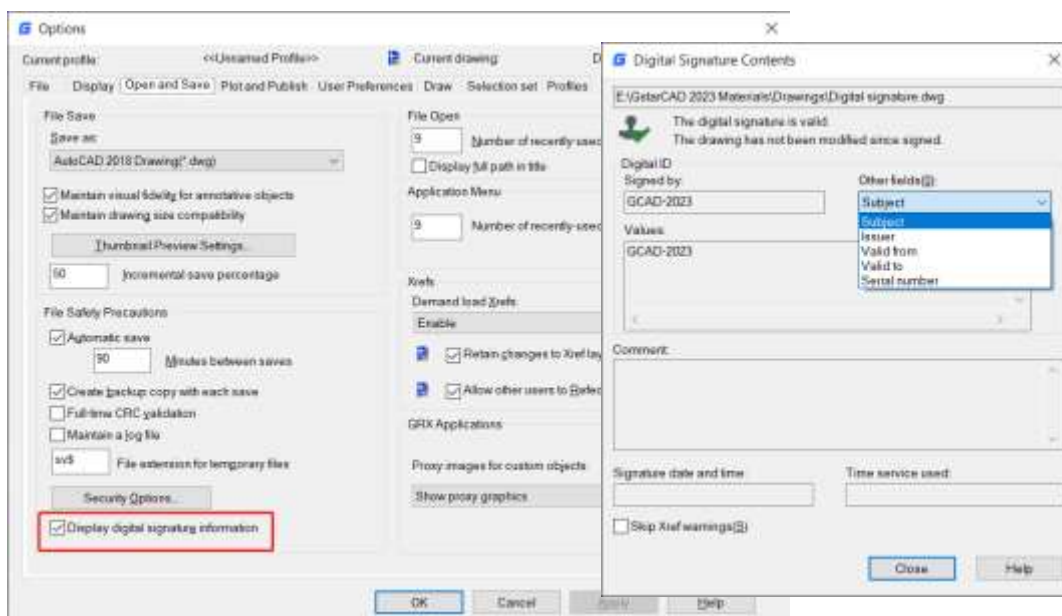 Options
Current profile: <<Unnamed Profile>> Current drawing: D
File Display Open and Save Plot and Publish User Preferences Draw Selection set Profiles
File Save
Save as:
AutoCAD 2018 Drawing(*.dwg)
Maintain visual fidelity for annotative objects
Maintain drawing size compatibility
Thumbnail Preview Settings...
50 Incremental save percentage
File Safety Precautions
Automatic save
90 Minutes between saves
Create backup copy with each save
Full-time CRC validation
Maintain a log file
sv$ File extension for temporary files
Security Options...
Display digital signature information
File Open
9 Number of recently-used
Display full path in title
Application Menu
9 Number of recently-used
Xrefs
Demand load Xrefs:
Enable
Retain changes to Xref lay
Allow other users to Refed
GRX Applications
Proxy images for custom objects:
Show proxy graphics
OK Cancel Apply Help
Digital Signature Contents
E:\GstarCAD 2023 Materials\Drawings\Digital signature.dwg
The digital signature is valid.
The drawing has not been modified since signed.
Digital ID
Signed by: Other fields(O):
GCAD-2023 Subject
Subject
Issuer
Valid from
Valid to
Serial number
Values:
GCAD-2023
Comment:
Signature date and time: Time service used:
Skip Xref warnings(S)
Close Help